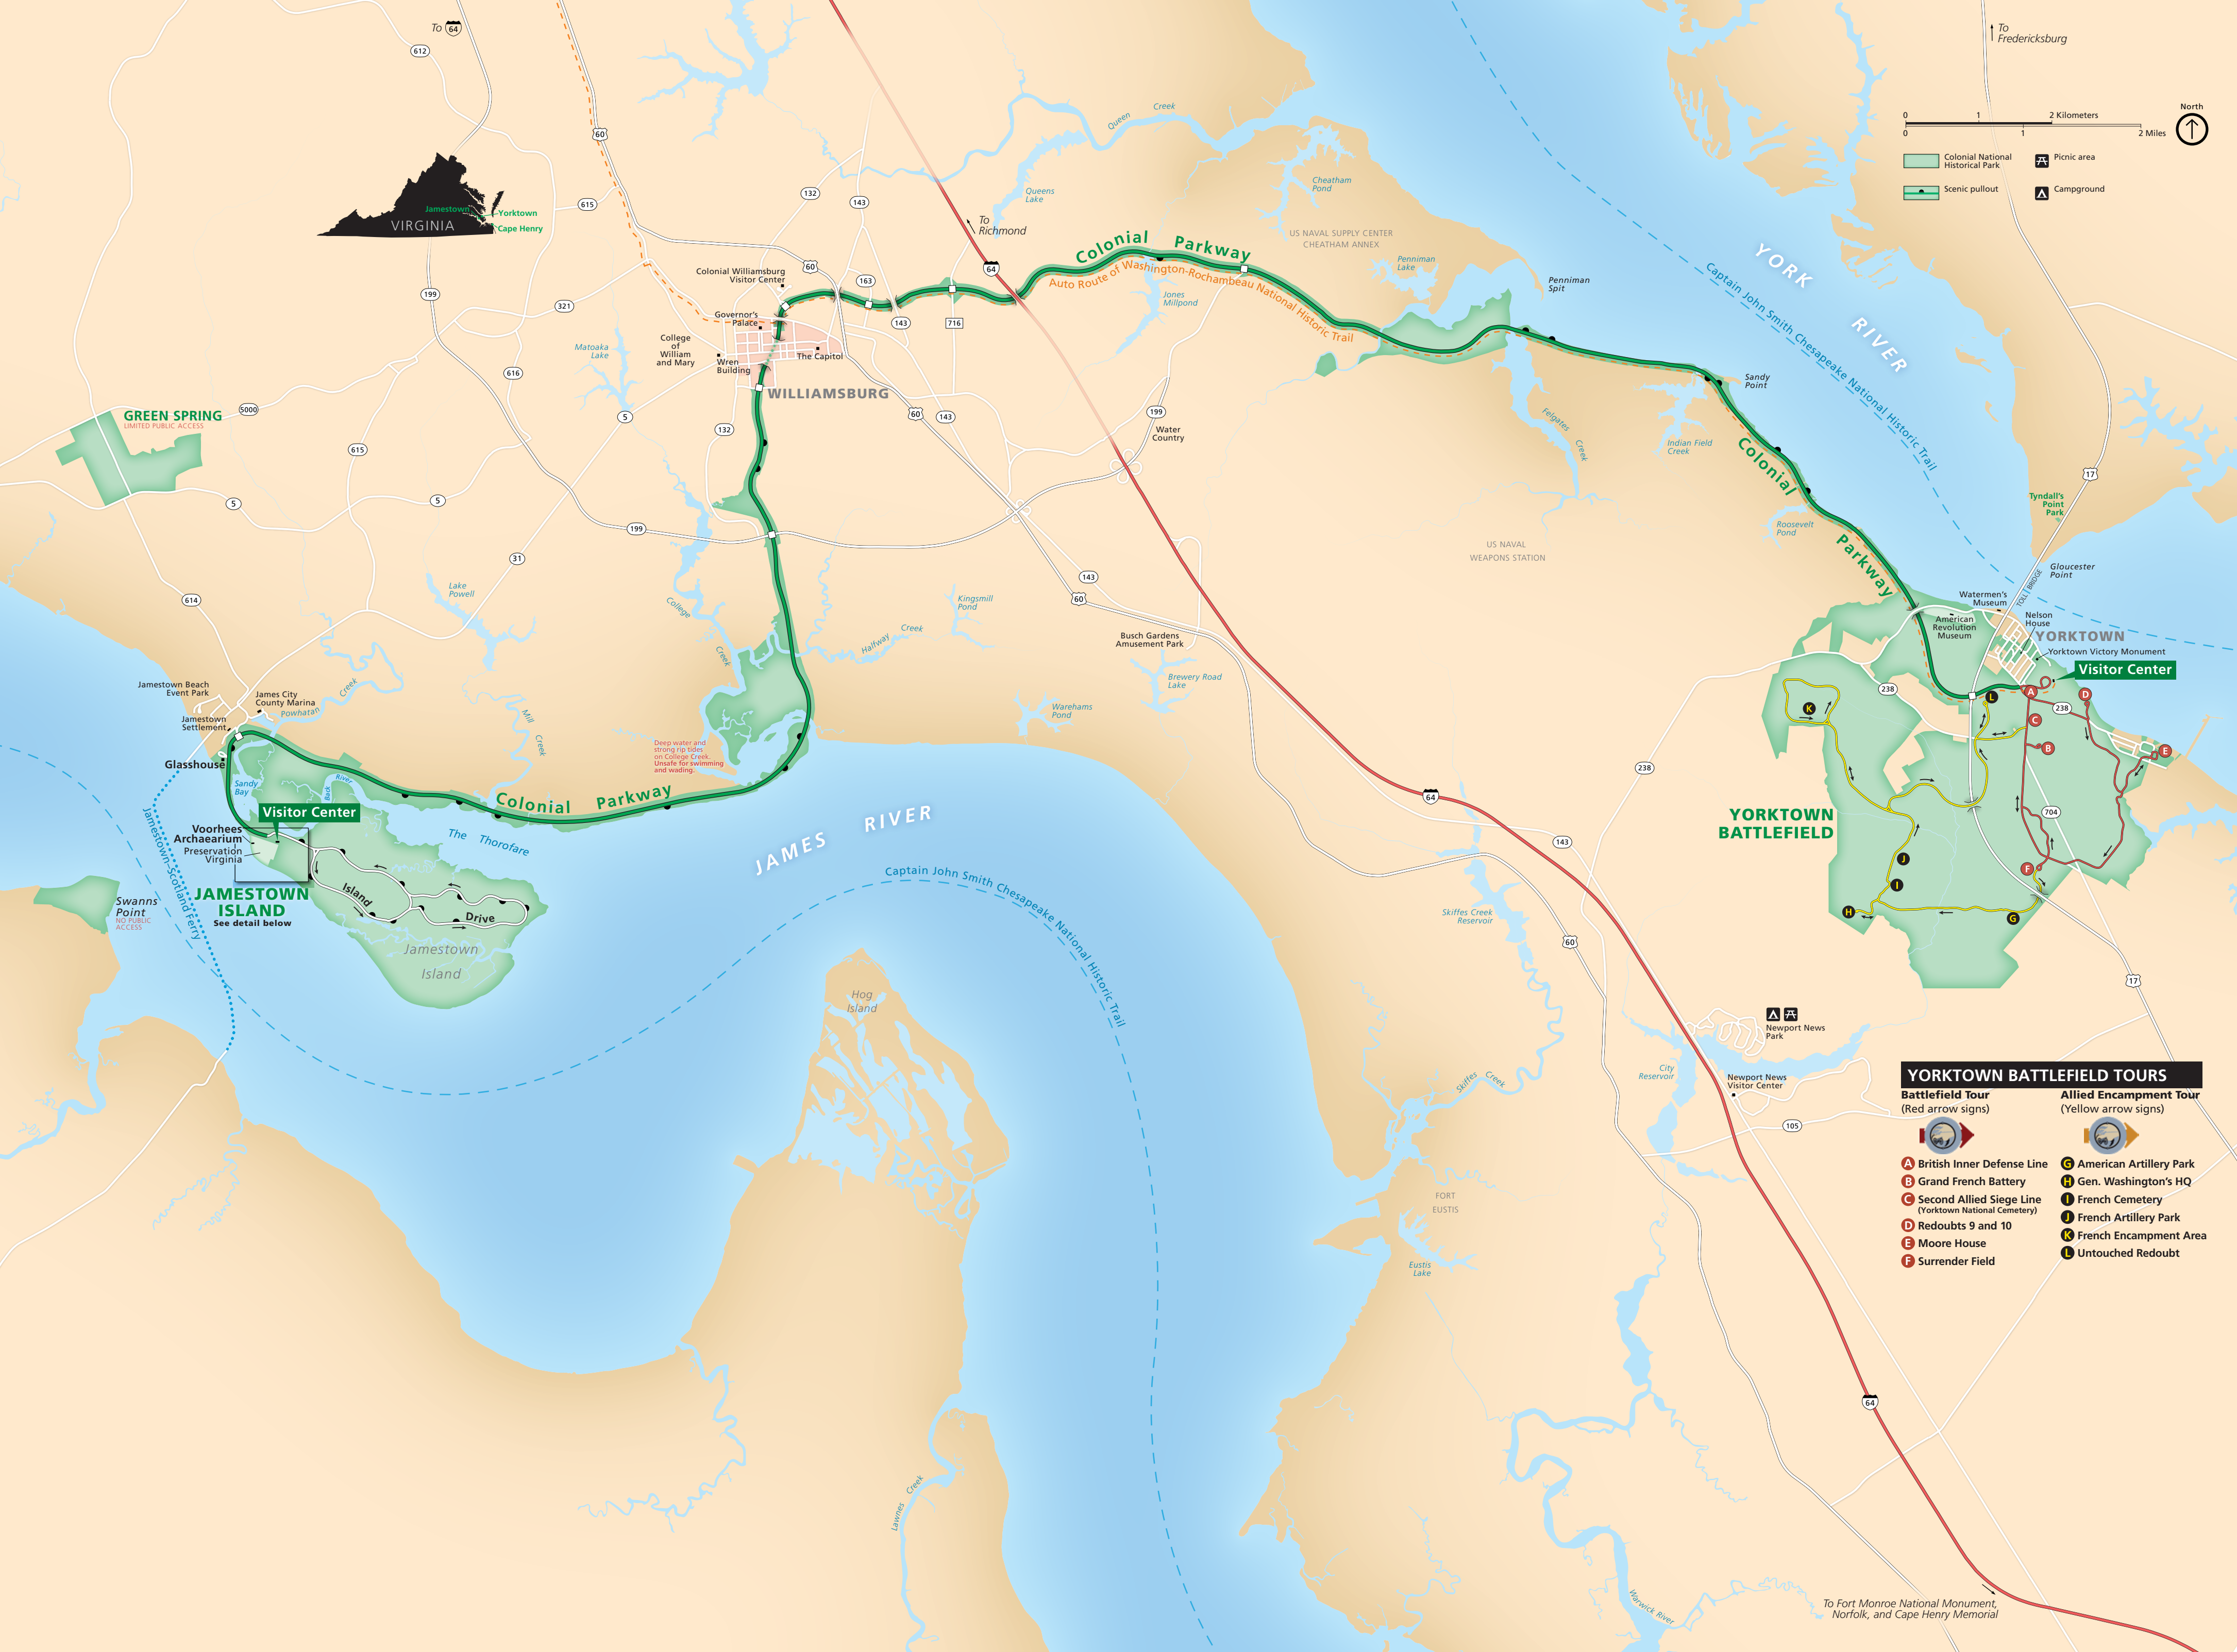 To 64
612
60
To
Fredericksburg
North
0 1 2 Kilometers
0 1 2 Miles
Colonial National
Historical Park
Picnic area
Scenic pullout
Campground
Queen Creek
Cheatham
Pond
Queens
Lake
132
143
615
Jamestown
Yorktown
VIRGINIA
Cape Henry
To
Richmond
64
US NAVAL SUPPLY CENTER
CHEATHAM ANNEX
Colonial Parkway
Auto Route of Washington-Rochambeau National Historic Trail
YORK RIVER
Captain John Smith Chesapeake National Historic Trail
Penniman
Lake
Penniman
Spit
Colonial Williamsburg
Visitor Center
60
163
199
321
Jones
Millpond
Governor's
Palace
143
716
College
of
William
and Mary
Wren
Building
The Capitol
Matoaka
Lake
616
WILLIAMSBURG
Sandy
Point
GREEN SPRING
LIMITED PUBLIC ACCESS
5000
5
132
60
143
199
Water
Country
Felgates Creek
Indian Field
Creek
Colonial Parkway
615
17
5
5
199
Tyndall's
Point
Park
Roosevelt
Pond
US NAVAL
WEAPONS STATION
31
Lake
Powell
614
143
60
College Creek
Kingsmill
Pond
Halfway Creek
Busch Gardens
Amusement Park
Gloucester
Point
TOLL BRIDGE
Watermen's
Museum
Nelson
House
American
Revolution
Museum
YORKTOWN
Yorktown Victory Monument
Visitor Center
238
L
A
D
238
K
C
B
E
Brewery Road
Lake
Warehams
Pond
Jamestown Beach
Event Park
James City
County Marina
Powhatan Creek
Jamestown
Settlement
Mill Creek
Deep water and
strong rip tides
on College Creek.
Unsafe for swimming
and wading.
Glasshouse
Sandy
Bay
Back River
238
64
Colonial Parkway
Visitor Center
JAMES RIVER
The Thorofare
Voorhees
Archaearium
Preservation
Virginia
Jamestown–Scotland Ferry
143
YORKTOWN
BATTLEFIELD
704
J
F
I
H
G
Captain John Smith Chesapeake National Historic Trail
Island Drive
JAMESTOWN
ISLAND
See detail below
Swanns
Point
NO PUBLIC
ACCESS
Jamestown
Island
Skiffes Creek
Reservoir
60
17
Hog
Island
Newport News
Park
Skiffes Creek
City
Reservoir
Newport News
Visitor Center
105
YORKTOWN BATTLEFIELD TOURS
Battlefield Tour
(Red arrow signs)
A British Inner Defense Line
B Grand French Battery
C Second Allied Siege Line
(Yorktown National Cemetery)
D Redoubts 9 and 10
E Moore House
F Surrender Field
Allied Encampment Tour
(Yellow arrow signs)
G American Artillery Park
H Gen. Washington's HQ
I French Cemetery
J French Artillery Park
K French Encampment Area
L Untouched Redoubt
FORT
EUSTIS
Eustis
Lake
64
Lawnes Creek
Warwick River
To Fort Monroe National Monument,
Norfolk, and Cape Henry Memorial